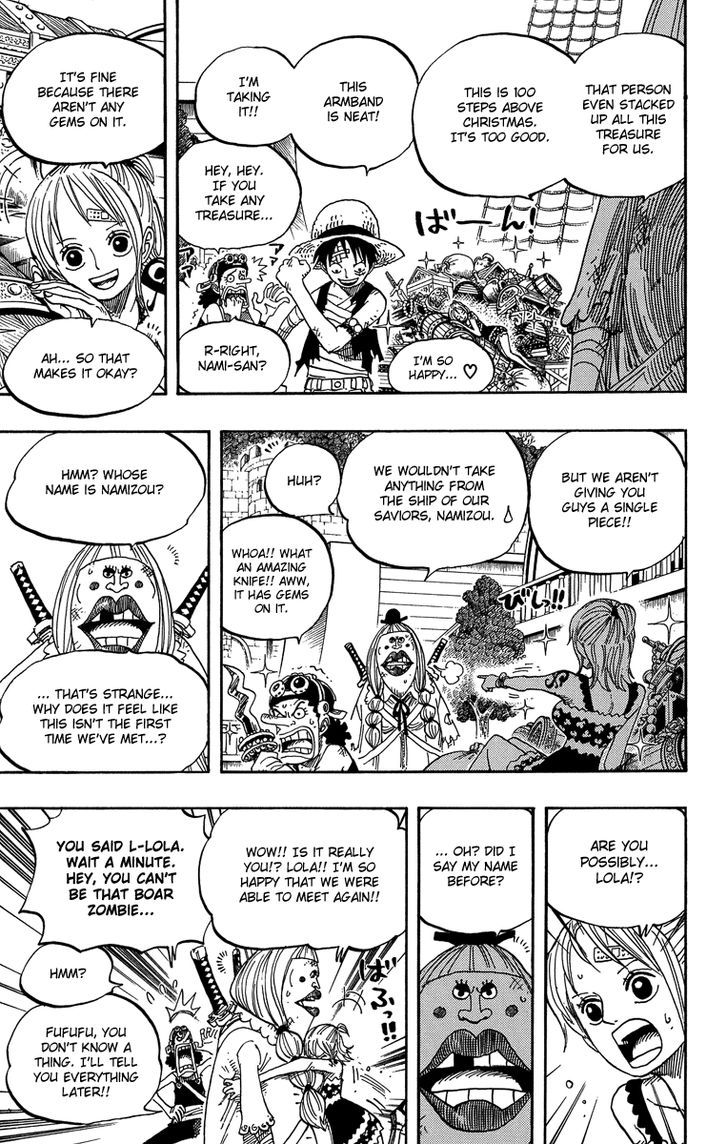 THAT PERSON
EVEN STACKED
UP ALL THIS
TREASURE
FOR US.
THIS IS 100
STEPS ABOVE
CHRISTMAS.
IT'S TOO GOOD.
THIS
ARMBAND
IS NEAT!
I'M
TAKING
IT!!
ばーん!
HEY, HEY.
IF YOU
TAKE ANY
TREASURE...
R-RIGHT,
NAMI-SAN?
I'M SO
HAPPY... ♡
IT'S FINE
BECAUSE THERE
AREN'T ANY
GEMS ON IT.
AH... SO THAT
MAKES IT OKAY?
BUT WE AREN'T
GIVING YOU
GUYS A SINGLE
PIECE!!
びしっ!!
WE WOULDN'T TAKE
ANYTHING FROM
THE SHIP OF OUR
SAVIORS, NAMIZOU.
HUH?
WHOA!! WHAT
AN AMAZING
KNIFE!! AWW,
IT HAS GEMS
ON IT.
HMM? WHOSE
NAME IS NAMIZOU?
... THAT'S STRANGE...
WHY DOES IT FEEL LIKE
THIS ISN'T THE FIRST
TIME WE'VE MET...?
ARE YOU
POSSIBLY...
LOLA!?
... OH? DID I
SAY MY NAME
BEFORE?
WOW!! IS IT REALLY
YOU!? LOLA!! I'M SO
HAPPY THAT WE WERE
ABLE TO MEET AGAIN!!
ばふっ!!
YOU SAID L-LOLA.
WAIT A MINUTE.
HEY, YOU CAN'T
BE THAT BOAR
ZOMBIE...
HMM?
FUFUFU, YOU
DON'T KNOW A
THING. I'LL TELL
YOU EVERYTHING
LATER!!